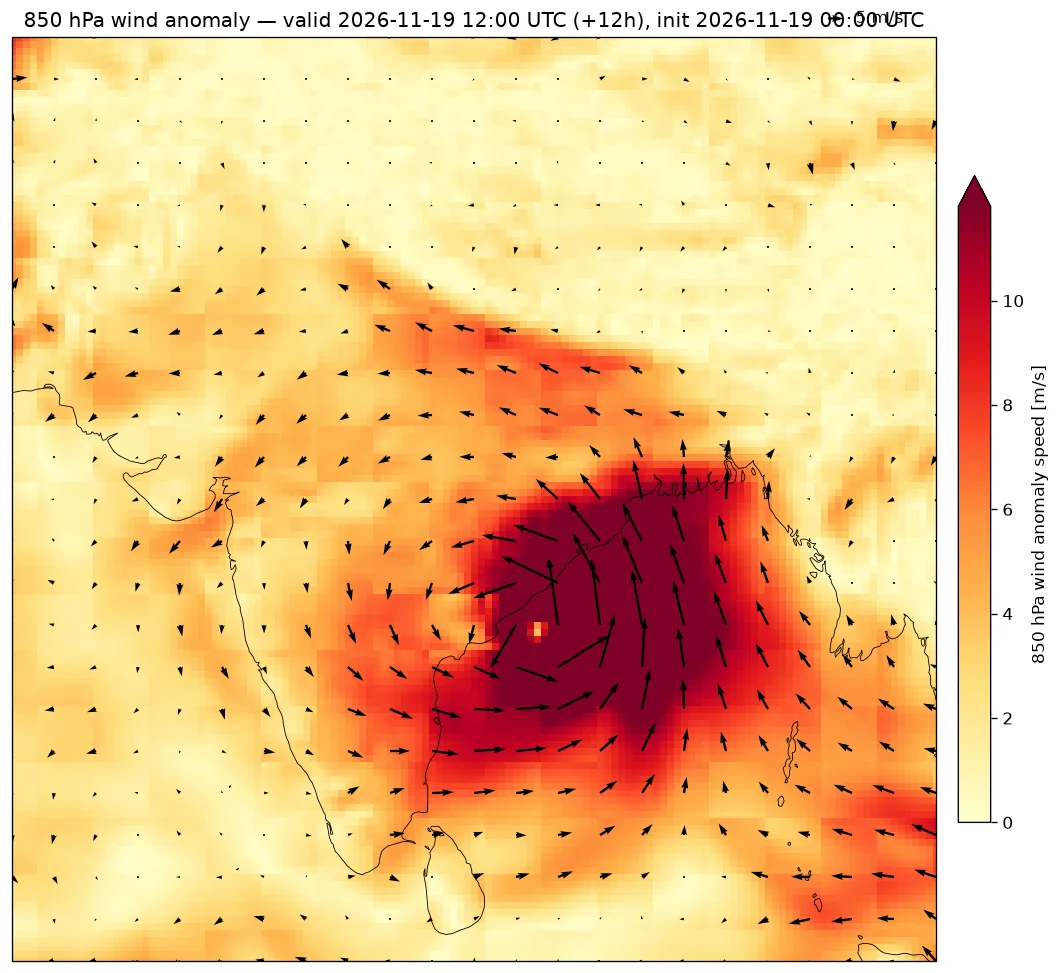 850 hPa wind anomaly — valid 2026-11-19 12:00 UTC (+12h), init 2026-11-19 00:00 UTC
5 m/s
10
8
6
4
2
0
850 hPa wind anomaly speed [m/s]